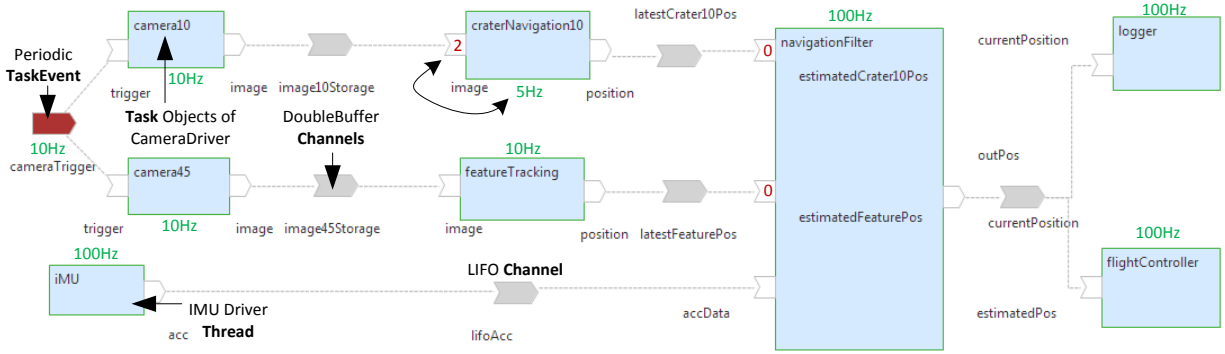 100Hz
latestCrater10Pos
100Hz
camera10
craterNavigation10
logger
Periodic
TaskEvent
2
0
navigationFilter
currentPosition
10Hz
estimatedCrater10Pos
trigger
image
image10Storage
image
5Hz
position
Task Objects of
CameraDriver
DoubleBuffer
Channels
10Hz
cameraTrigger
10Hz
camera45
featureTracking
outPos
0
10Hz
estimatedFeaturePos
trigger
image
image45Storage
image
position
latestFeaturePos
currentPosition
100Hz
100Hz
iMU
LIFO Channel
flightController
IMU Driver
Thread
acc
lifoAcc
accData
estimatedPos